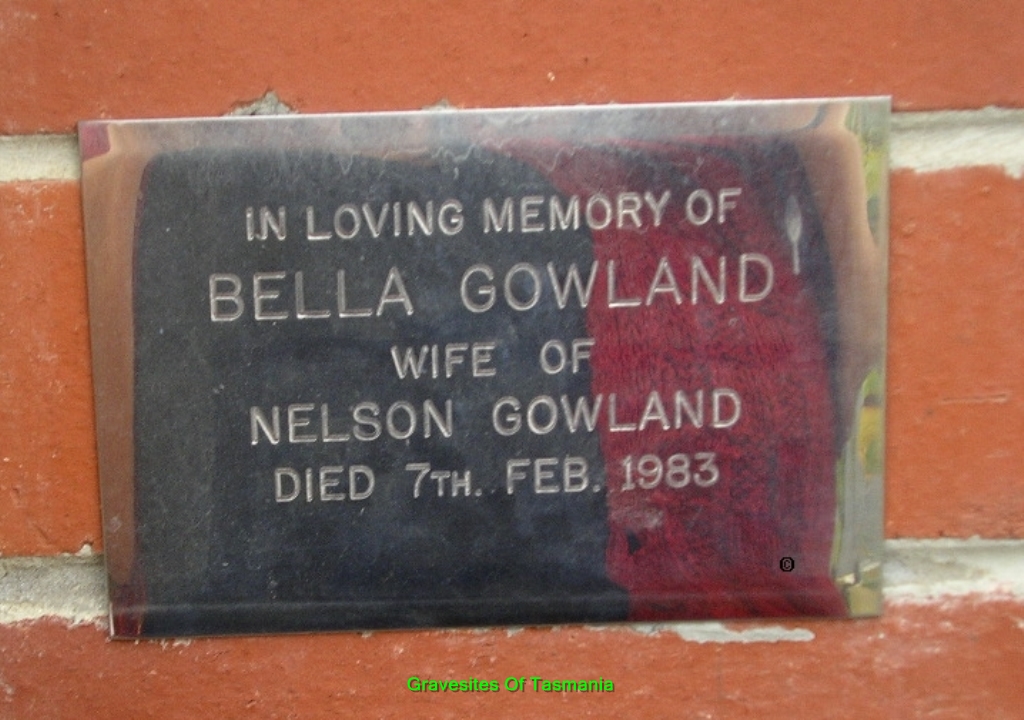 IN LOVING MEMORY OF
BELLA GOWLAND
WIFE OF
NELSON GOWLAND
DIED 7TH. FEB. 1983
©
Gravesites Of Tasmania